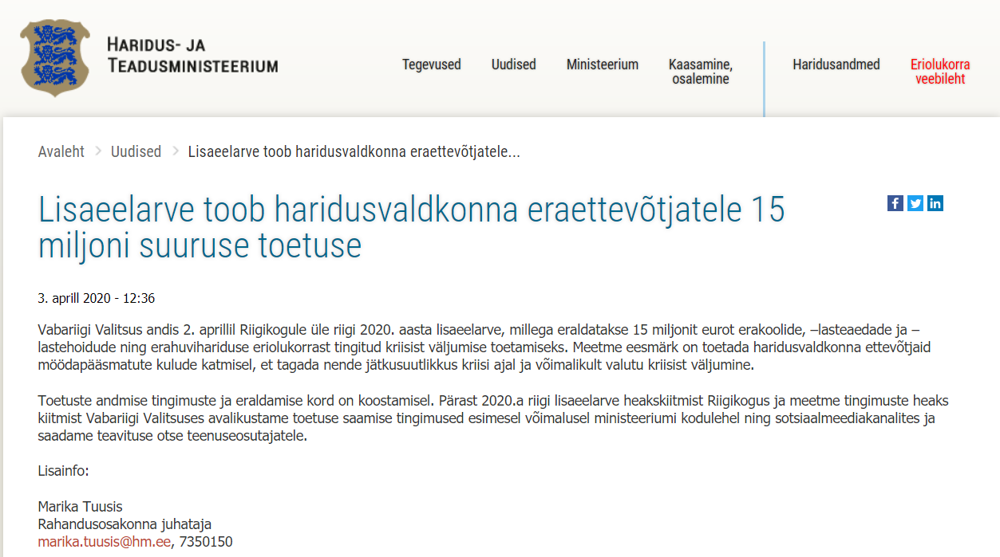 HARIDUS- JA
TEADUSMINISTEERIUM
Tegevused
Uudised
Ministeerium
Kaasamine,
osalemine
Haridusandmed
Eriolukorra
veebileht
Avaleht > Uudised > Lisaeelarve toob haridusvaldkonna eraettevõtjatele...
Lisaeelarve toob haridusvaldkonna eraettevõtjatele 15
miljoni suuruse toetuse
3. aprill 2020 - 12:36
Vabariigi Valitsus andis 2. aprillil Riigikogule üle riigi 2020. aasta lisaeelarve, millega eraldatakse 15 miljonit eurot erakoolide, –lasteaedade ja –
lastehoidude ning erahuvihariduse eriolukorrast tingitud kriisist väljumise toetamiseks. Meetme eesmärk on toetada haridusvaldkonna ettevõtjaid
möödapääsmatute kulude katmisel, et tagada nende jätkusuutlikkus kriisi ajal ja võimalikult valutu kriisist väljumine.
Toetuste andmise tingimuste ja eraldamise kord on koostamisel. Pärast 2020.a riigi lisaeelarve heakskiitmist Riigikogus ja meetme tingimuste heaks
kiitmist Vabariigi Valitsuses avalikustame toetuse saamise tingimused esimesel võimalusel ministeeriumi kodulehel ning sotsiaalmeediakanalites ja
saadame teavituse otse teenuseosutajatele.
Lisainfo:
Marika Tuusis
Rahandusosakonna juhataja
marika.tuusis@hm.ee, 7350150